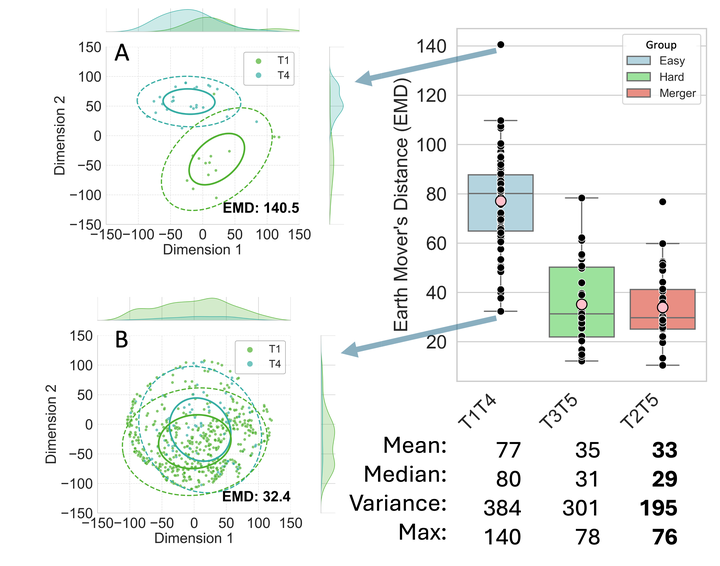 A
T1
T4
150
100
50
0
−50
−100
−150
Dimension 2
−150−100 −50 0 50 100 150
Dimension 1
EMD: 140.5
B
T1
T4
150
100
50
0
−50
−100
−150
Dimension 2
−150−100 −50 0 50 100 150
Dimension 1
EMD: 32.4
Group
Easy
Hard
Merger
140
120
100
80
60
40
20
Earth Mover's Distance (EMD)
T1T4 T3T5 T2T5
Mean: 77 35 33
Median: 80 31 29
Variance: 384 301 195
Max: 140 78 76